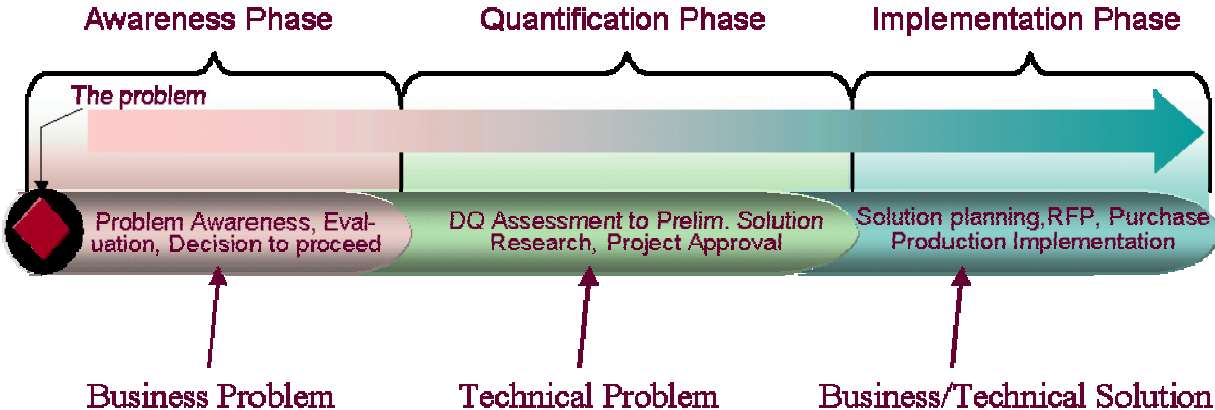 Awareness Phase
Quantification Phase
Implementation Phase
The problem
Problem Awareness, Eval-
uation, Decision to proceed
DQ Assessment to Prelim. Solution
Research, Project Approval
Solution planning,RFP, Purchase
Production Implementation
Business Problem
Technical Problem
Business/Technical Solution